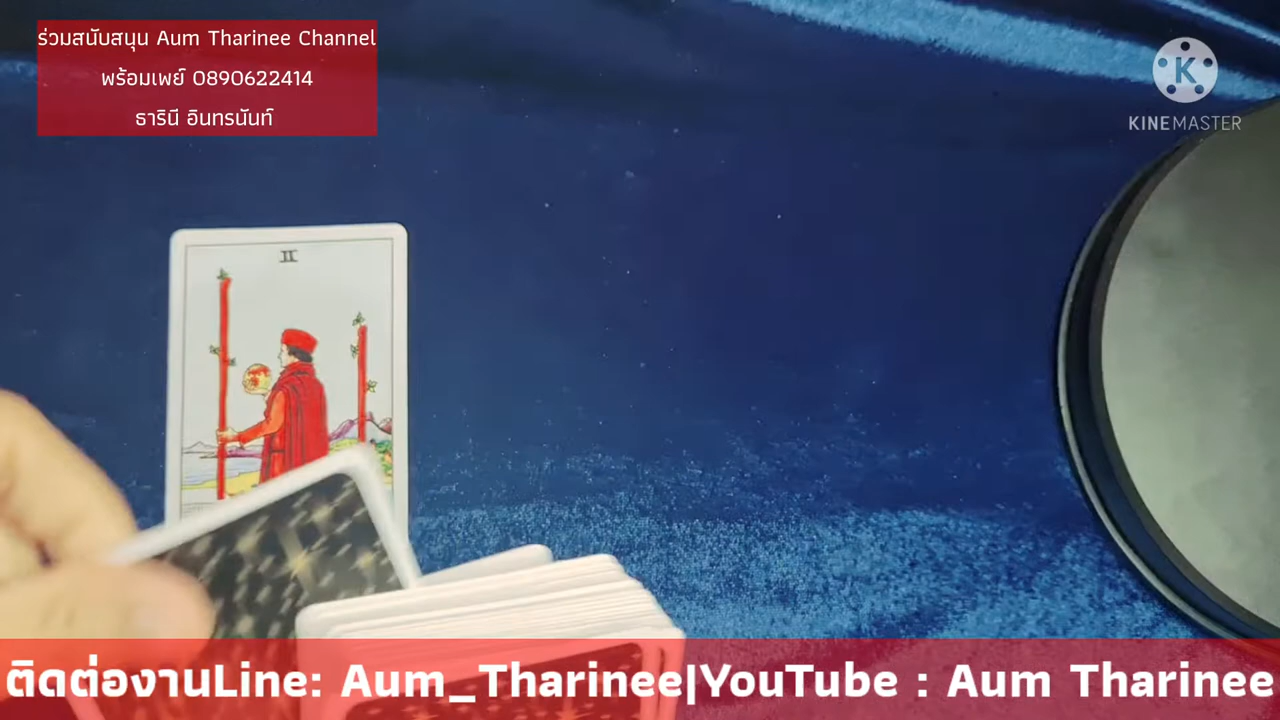 ร่วมสนับสนุน Aum Tharinee Channel
พร้อมเพย์ 0890622414
ธารินี อินทรนันท์
K
KINEMASTER
II
ติดต่องานLine: Aum_Tharinee|YouTube : Aum Tharinee